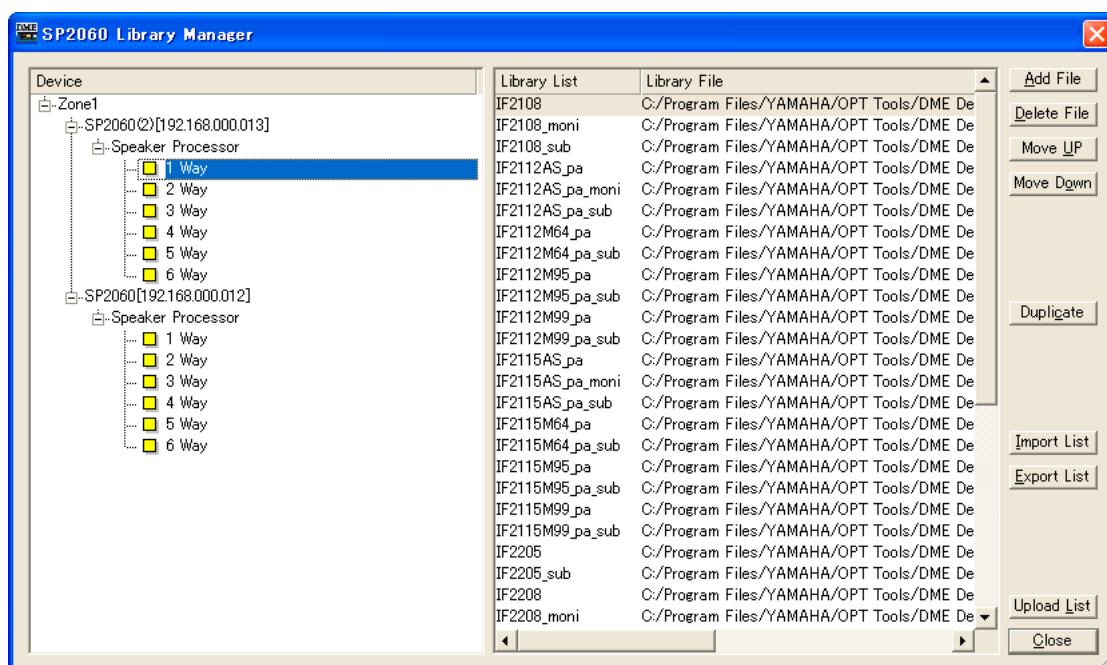 SP2060 Library Manager
Device
Zone1
SP2060(2)[192.168.000.013]
Speaker Processor
1 Way
2 Way
3 Way
4 Way
5 Way
6 Way
SP2060[192.168.000.012]
Speaker Processor
1 Way
2 Way
3 Way
4 Way
5 Way
6 Way
Library List Library File
IF2108 C:/Program Files/YAMAHA/OPT Tools/DME De
IF2108_moni C:/Program Files/YAMAHA/OPT Tools/DME De
IF2108_sub C:/Program Files/YAMAHA/OPT Tools/DME De
IF2112AS_pa C:/Program Files/YAMAHA/OPT Tools/DME De
IF2112AS_pa_moni C:/Program Files/YAMAHA/OPT Tools/DME De
IF2112AS_pa_sub C:/Program Files/YAMAHA/OPT Tools/DME De
IF2112M64_pa C:/Program Files/YAMAHA/OPT Tools/DME De
IF2112M64_pa_sub C:/Program Files/YAMAHA/OPT Tools/DME De
IF2112M95_pa C:/Program Files/YAMAHA/OPT Tools/DME De
IF2112M95_pa_sub C:/Program Files/YAMAHA/OPT Tools/DME De
IF2112M99_pa C:/Program Files/YAMAHA/OPT Tools/DME De
IF2112M99_pa_sub C:/Program Files/YAMAHA/OPT Tools/DME De
IF2115AS_pa C:/Program Files/YAMAHA/OPT Tools/DME De
IF2115AS_pa_moni C:/Program Files/YAMAHA/OPT Tools/DME De
IF2115AS_pa_sub C:/Program Files/YAMAHA/OPT Tools/DME De
IF2115M64_pa C:/Program Files/YAMAHA/OPT Tools/DME De
IF2115M64_pa_sub C:/Program Files/YAMAHA/OPT Tools/DME De
IF2115M95_pa C:/Program Files/YAMAHA/OPT Tools/DME De
IF2115M95_pa_sub C:/Program Files/YAMAHA/OPT Tools/DME De
IF2115M99_pa C:/Program Files/YAMAHA/OPT Tools/DME De
IF2115M99_pa_sub C:/Program Files/YAMAHA/OPT Tools/DME De
IF2205 C:/Program Files/YAMAHA/OPT Tools/DME De
IF2205_sub C:/Program Files/YAMAHA/OPT Tools/DME De
IF2208 C:/Program Files/YAMAHA/OPT Tools/DME De
IF2208_moni C:/Program Files/YAMAHA/OPT Tools/DME De
Add File
Delete File
Move UP
Move Down
Duplicate
Import List
Export List
Upload List
Close